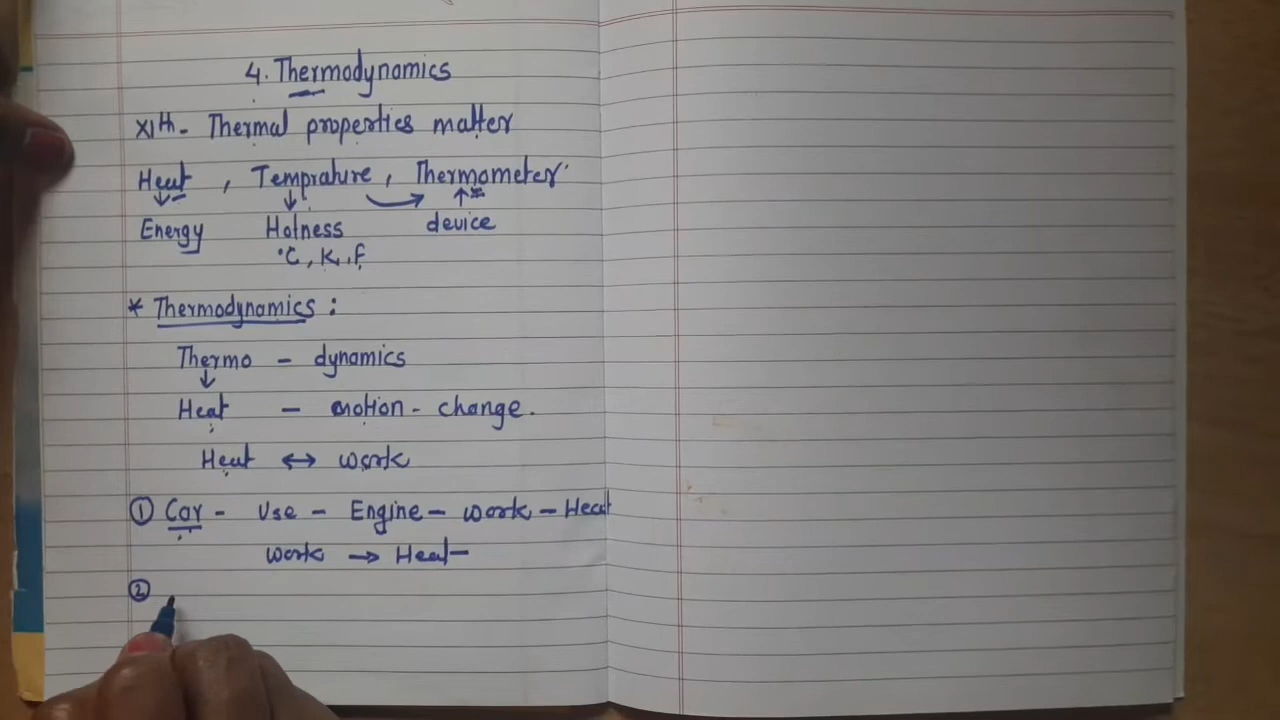 4. Thermodynamics
XIth- Thermal properties matter
Heat , Temprature , Thermometer
Energy Hotness device
°C, K, F
* Thermodynamics :
Thermo - dynamics
Heat - motion - change.
Heat ↔ work
① Car - Use - Engine - work - Heat
work → Heat -
②